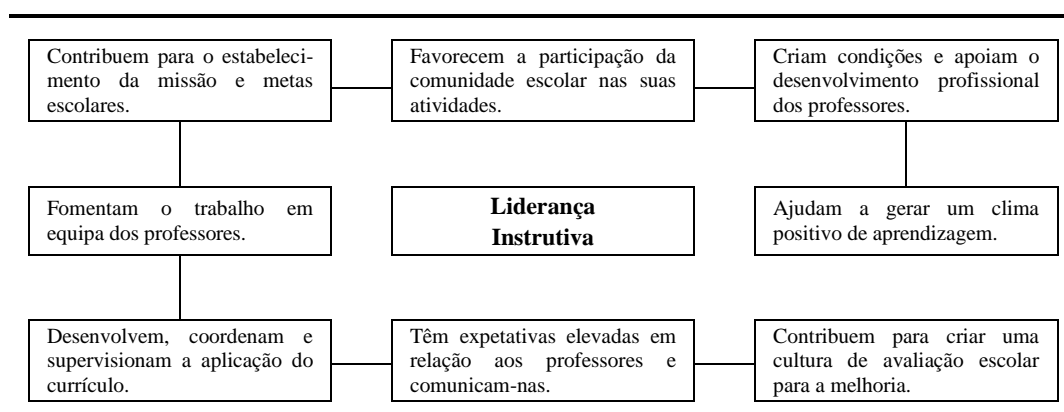 Contribuem para o estabeleci-
mento da missão e metas
escolares.
Favorecem a participação da
comunidade escolar nas suas
atividades.
Criam condições e apoiam o
desenvolvimento profissional
dos professores.
Fomentam o trabalho em
equipa dos professores.
Liderança
Instrutiva
Ajudam a gerar um clima
positivo de aprendizagem.
Desenvolvem, coordenam e
supervisionam a aplicação do
currículo.
Têm expetativas elevadas em
relação aos professores e
comunicam-nas.
Contribuem para criar uma
cultura de avaliação escolar
para a melhoria.